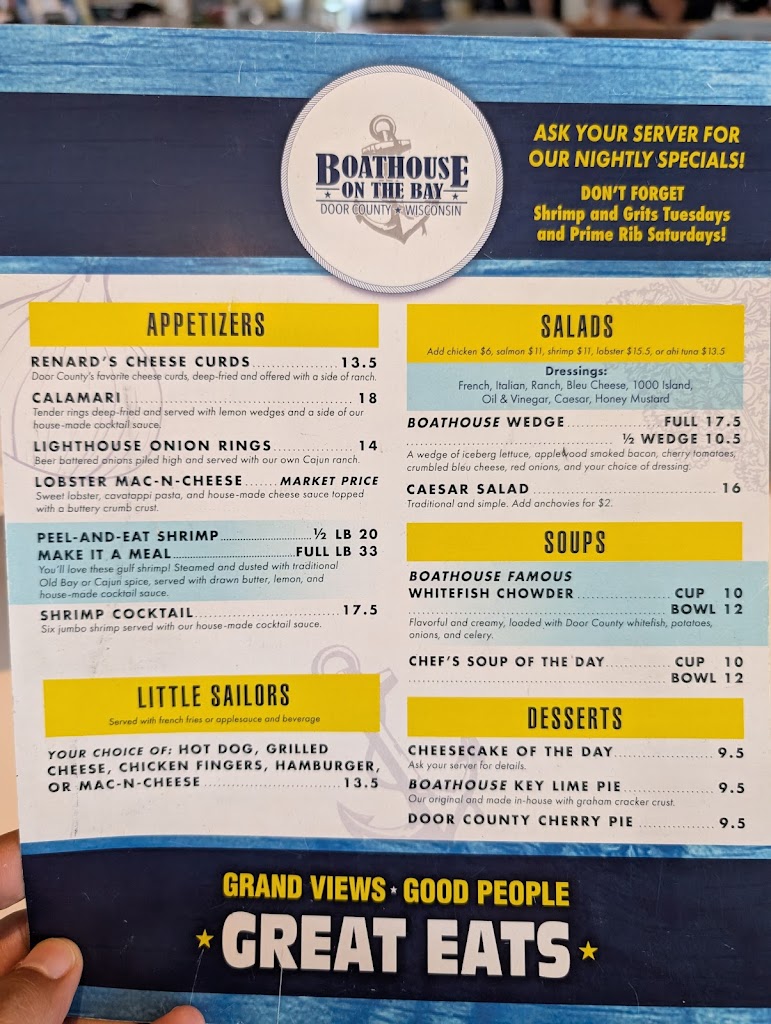 BOATHOUSE
ON THE BAY
DOOR COUNTY WISCONSIN
ASK YOUR SERVER FOR
OUR NIGHTLY SPECIALS!
DON'T FORGET
Shrimp and Grits Tuesdays
and Prime Rib Saturdays!
APPETIZERS
RENARD'S CHEESE CURDS 13.5
Door County's favorite cheese curds, deep-fried and offered with a side of ranch.
CALAMARI 18
Tender rings deep-fried and served with lemon wedges and a side of our
house-made cocktail sauce.
LIGHTHOUSE ONION RINGS 14
Beer battered onions piled high and served with our own Cajun ranch.
LOBSTER MAC-N-CHEESE MARKET PRICE
Sweet lobster, cavatappi pasta, and house-made cheese sauce topped
with a buttery crumb crust.
PEEL-AND-EAT SHRIMP ½ LB 20
MAKE IT A MEAL FULL LB 33
You'll love these gulf shrimp! Steamed and dusted with traditional
Old Bay or Cajun spice, served with drawn butter, lemon, and
house-made cocktail sauce.
SHRIMP COCKTAIL 17.5
Six jumbo shrimp served with our house-made cocktail sauce.
LITTLE SAILORS
Served with french fries or applesauce and beverage
YOUR CHOICE OF: HOT DOG, GRILLED
CHEESE, CHICKEN FINGERS, HAMBURGER,
OR MAC-N-CHEESE 13.5
SALADS
Add chicken $6, salmon $11, shrimp $11, lobster $15.5, or ahi tuna $13.5
Dressings:
French, Italian, Ranch, Bleu Cheese, 1000 Island,
Oil & Vinegar, Caesar, Honey Mustard
BOATHOUSE WEDGE FULL 17.5
½ WEDGE 10.5
A wedge of iceberg lettuce, applewood smoked bacon, cherry tomatoes,
crumbled bleu cheese, red onions, and your choice of dressing.
CAESAR SALAD 16
Traditional and simple. Add anchovies for $2.
SOUPS
BOATHOUSE FAMOUS
WHITEFISH CHOWDER CUP 10
BOWL 12
Flavorful and creamy, loaded with Door County whitefish, potatoes,
onions, and celery.
CHEF'S SOUP OF THE DAY CUP 10
BOWL 12
DESSERTS
CHEESECAKE OF THE DAY 9.5
Ask your server for details.
BOATHOUSE KEY LIME PIE 9.5
Our original and made in-house with graham cracker crust.
DOOR COUNTY CHERRY PIE 9.5
GRAND VIEWS GOOD PEOPLE
GREAT EATS